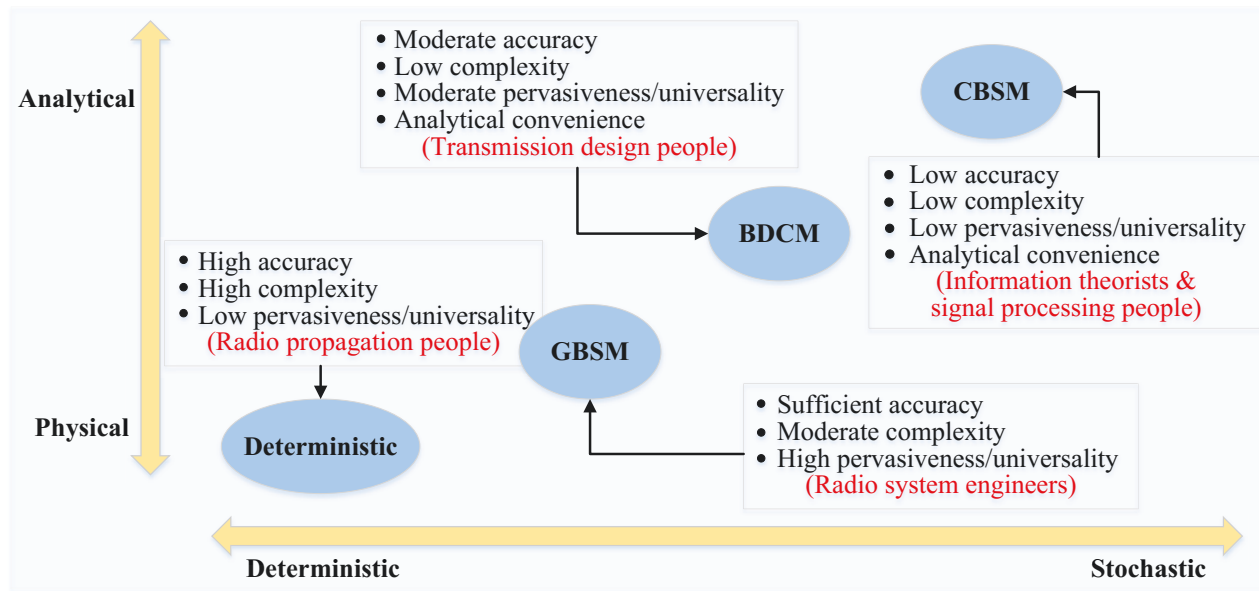 Analytical
Physical
• Moderate accuracy
• Low complexity
• Moderate pervasiveness/universality
• Analytical convenience
(Transmission design people)
CBSM
• Low accuracy
• Low complexity
• Low pervasiveness/universality
• Analytical convenience
(Information theorists &
signal processing people)
BDCM
• High accuracy
• High complexity
• Low pervasiveness/universality
(Radio propagation people)
GBSM
Deterministic
• Sufficient accuracy
• Moderate complexity
• High pervasiveness/universality
(Radio system engineers)
Deterministic
Stochastic